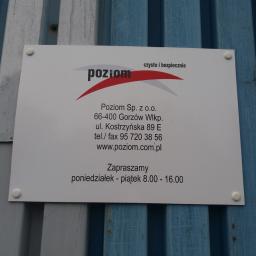 czysto i bezpiecznie
poziom
Poziom Sp. z o.o.
66-400 Gorzów Wlkp.
ul. Kostrzyńska 89 E
tel./ fax 95 720 38 56
www.poziom.com.pl
Zapraszamy
poniedziałek - piątek 8.00 - 16.00